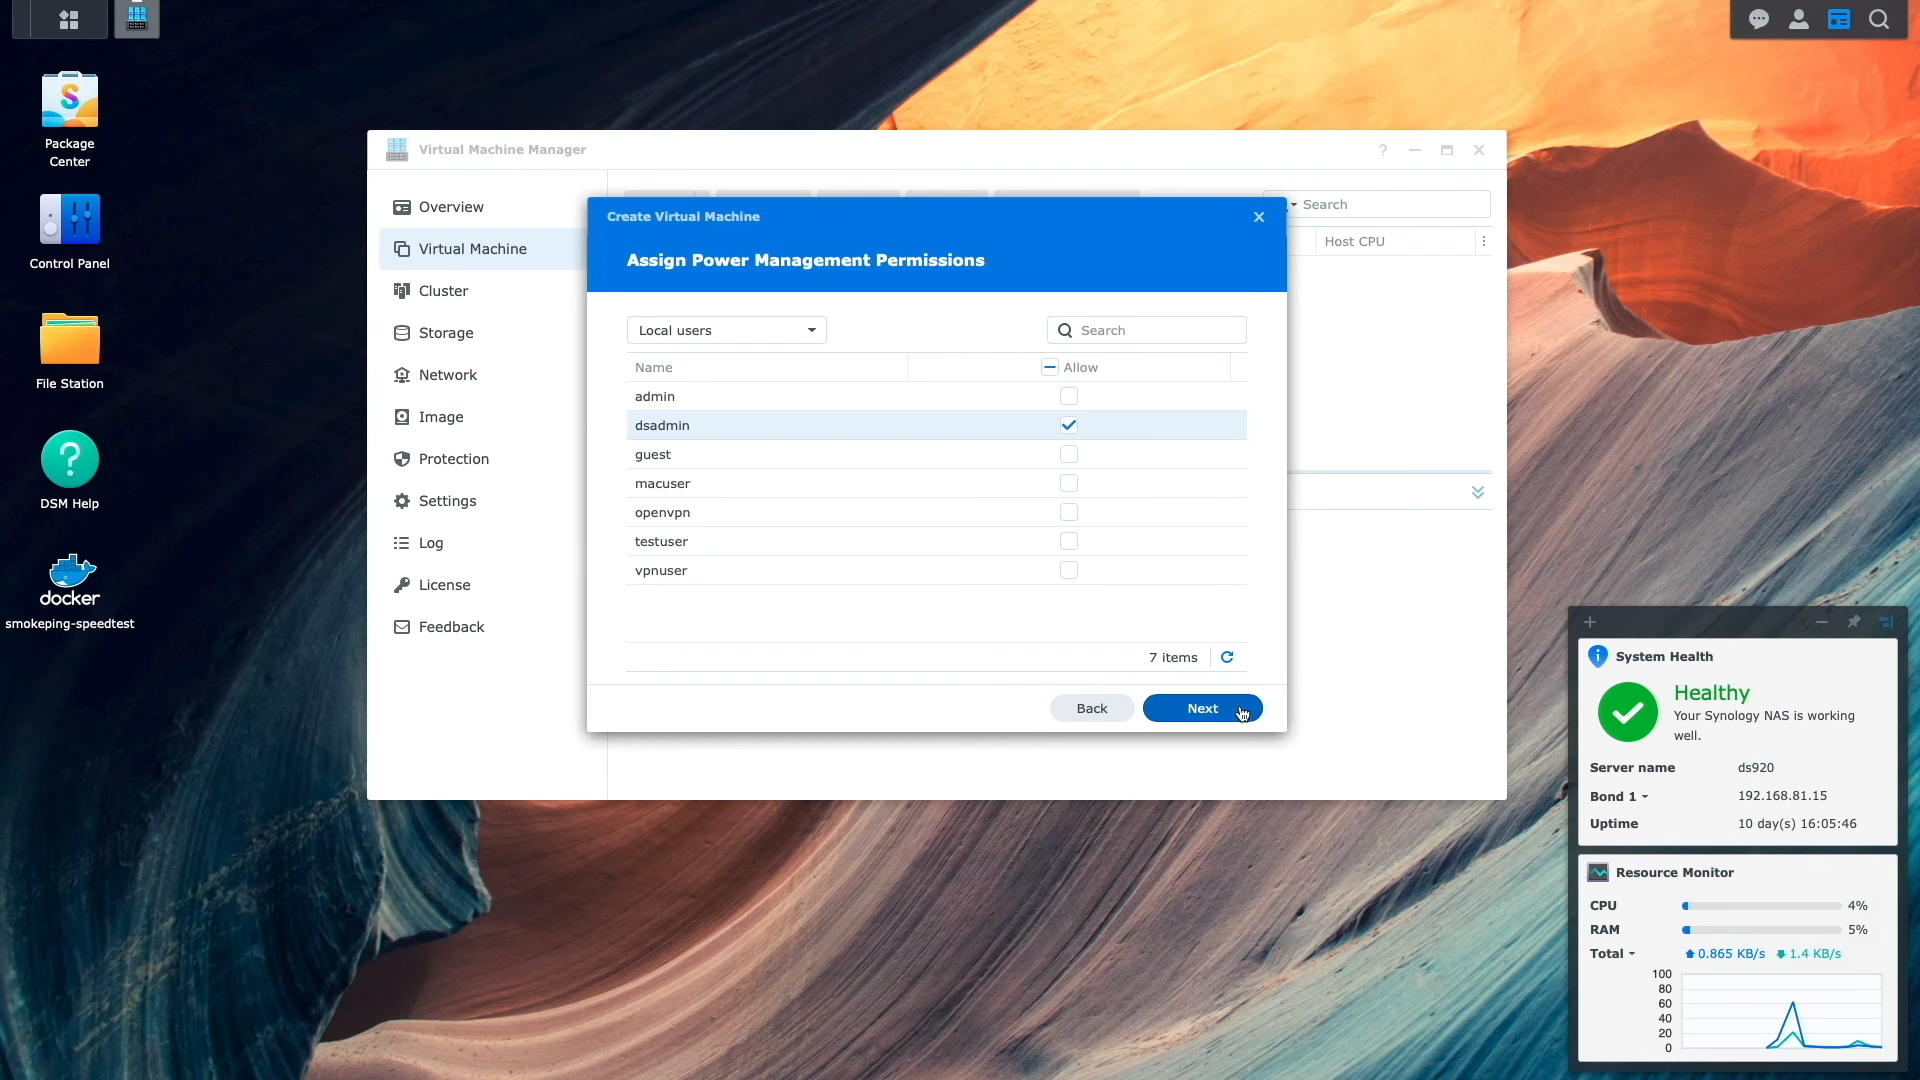 Package
Center
Control Panel
File Station
?
DSM Help
docker
smokeping-speedtest
Virtual Machine Manager
?
Overview
Virtual Machine
Cluster
Storage
Network
Image
Protection
Settings
Log
License
Feedback
Search
Host CPU
Create Virtual Machine
Assign Power Management Permissions
Local users
Search
Name
Allow
admin
dsadmin
guest
macuser
openvpn
testuser
vpnuser
7 items
Back
Next
System Health
Healthy
Your Synology NAS is working
well.
Server name ds920
Bond 1 192.168.81.15
Uptime 10 day(s) 16:05:46
Resource Monitor
CPU 4%
RAM 5%
Total 0.865 KB/s 1.4 KB/s
100
80
60
40
20
0